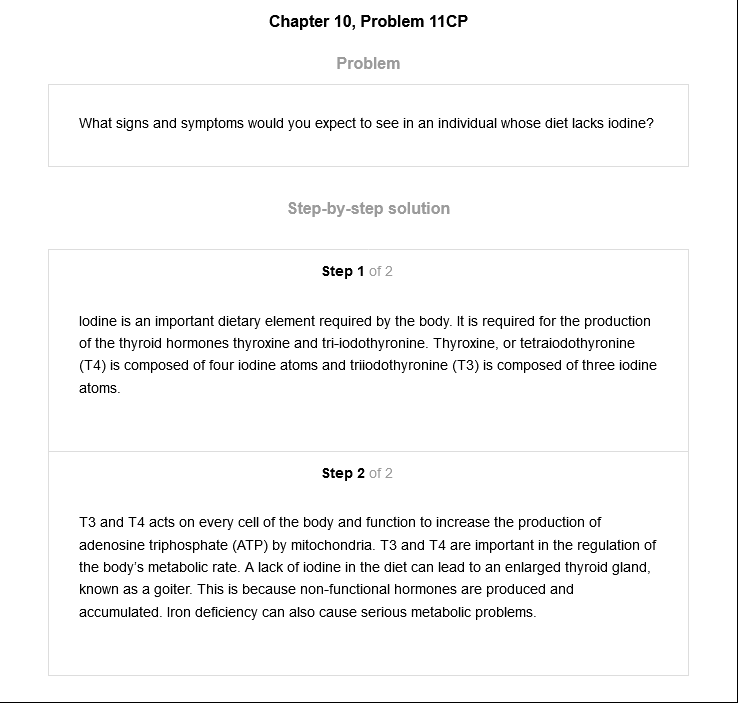 Chapter 10, Problem 11CP
Problem
What signs and symptoms would you expect to see in an individual whose diet lacks iodine?
Step-by-step solution
Step 1 of 2
Iodine is an important dietary element required by the body. It is required for the production
of the thyroid hormones thyroxine and tri-iodothyronine. Thyroxine, or tetraiodothyronine
(T4) is composed of four iodine atoms and triiodothyronine (T3) is composed of three iodine
atoms.
Step 2 of 2
T3 and T4 acts on every cell of the body and function to increase the production of
adenosine triphosphate (ATP) by mitochondria. T3 and T4 are important in the regulation of
the body’s metabolic rate. A lack of iodine in the diet can lead to an enlarged thyroid gland,
known as a goiter. This is because non-functional hormones are produced and
accumulated. Iron deficiency can also cause serious metabolic problems.